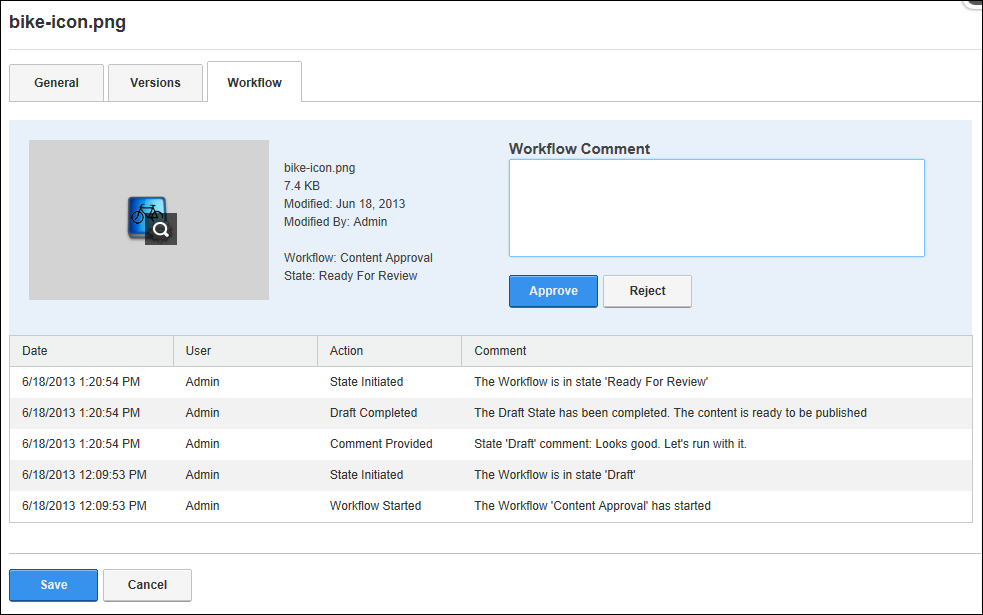 bike-icon.png
General Versions Workflow
bike-icon.png
7.4 KB
Modified: Jun 18, 2013
Modified By: Admin
Workflow: Content Approval
State: Ready For Review
Workflow Comment
Approve Reject
Date User Action Comment
6/18/2013 1:20:54 PM Admin State Initiated The Workflow is in state 'Ready For Review'
6/18/2013 1:20:54 PM Admin Draft Completed The Draft State has been completed. The content is ready to be published
6/18/2013 1:20:54 PM Admin Comment Provided State 'Draft' comment: Looks good. Let's run with it.
6/18/2013 12:09:53 PM Admin State Initiated The Workflow is in state 'Draft'
6/18/2013 12:09:53 PM Admin Workflow Started The Workflow 'Content Approval' has started
Save Cancel